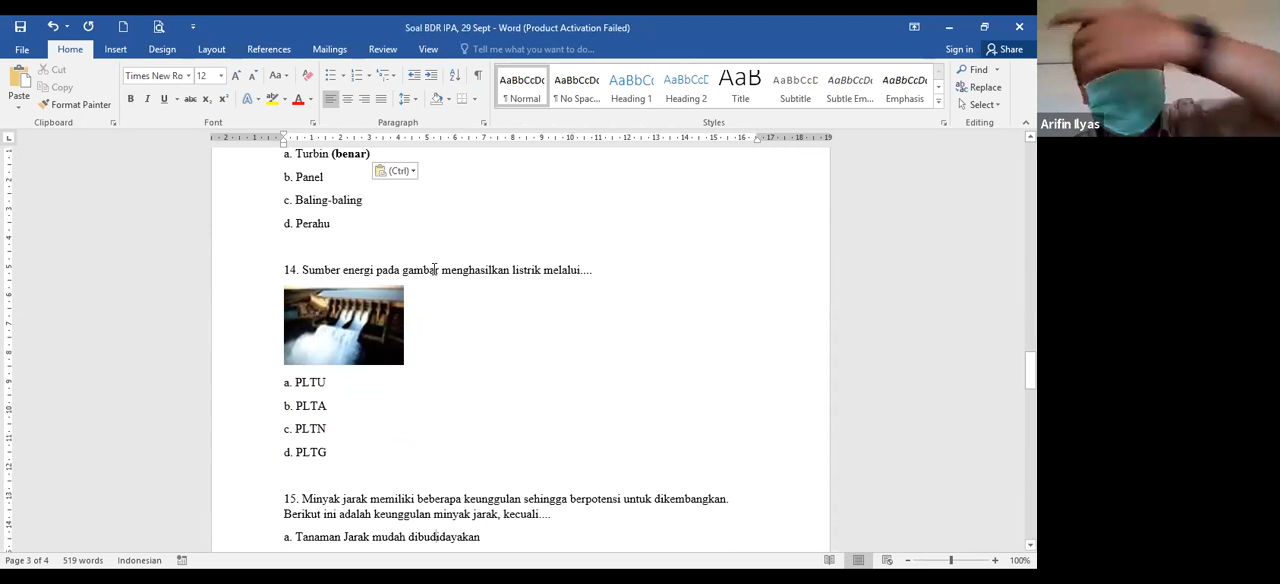 Soal BDR IPA, 29 Sept - Word (Product Activation Failed)
File Home Insert Design Layout References Mailings Review View Tell me what you want to do... Sign in Share
Paste
Cut
Copy
Format Painter
Clipboard
Times New Ro 12
Font
Paragraph
AaBbCcDc AaBbCcDc AaBbCc AaBbCcC AaB AaBbCcD AaBbCcDc AaBbCcDc
¶ Normal ¶ No Spac... Heading 1 Heading 2 Title Subtitle Subtle Em... Emphasis
Styles
Find
Replace
Select
Editing
Arifin Ilyas
a. Turbin (benar)
(Ctrl)
b. Panel
c. Baling-baling
d. Perahu
14. Sumber energi pada gambar menghasilkan listrik melalui....
a. PLTU
b. PLTA
c. PLTN
d. PLTG
15. Minyak jarak memiliki beberapa keunggulan sehingga berpotensi untuk dikembangkan.
Berikut ini adalah keunggulan minyak jarak, kecuali....
a. Tanaman Jarak mudah dibudidayakan
Page 3 of 4 519 words Indonesian 100%